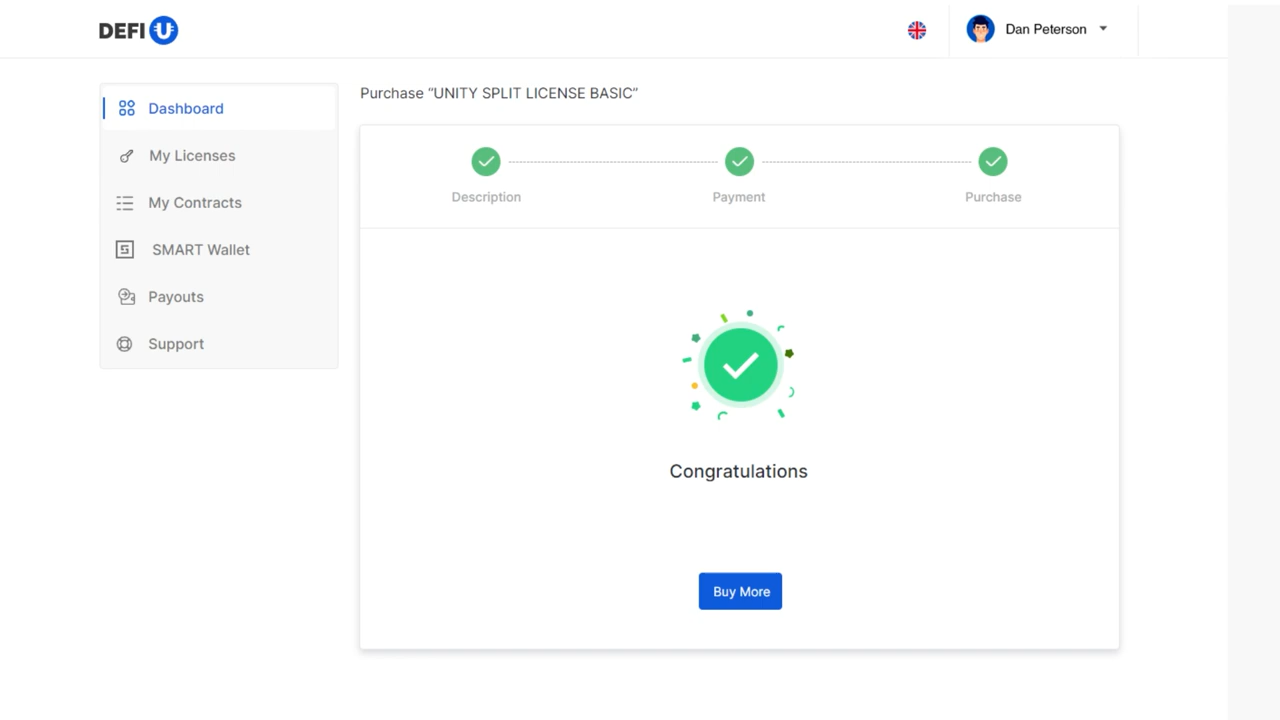 DEFI U
Dan Peterson
Dashboard
My Licenses
My Contracts
SMART Wallet
Payouts
Support
Purchase “UNITY SPLIT LICENSE BASIC”
Description
Payment
Purchase
Congratulations
Buy More